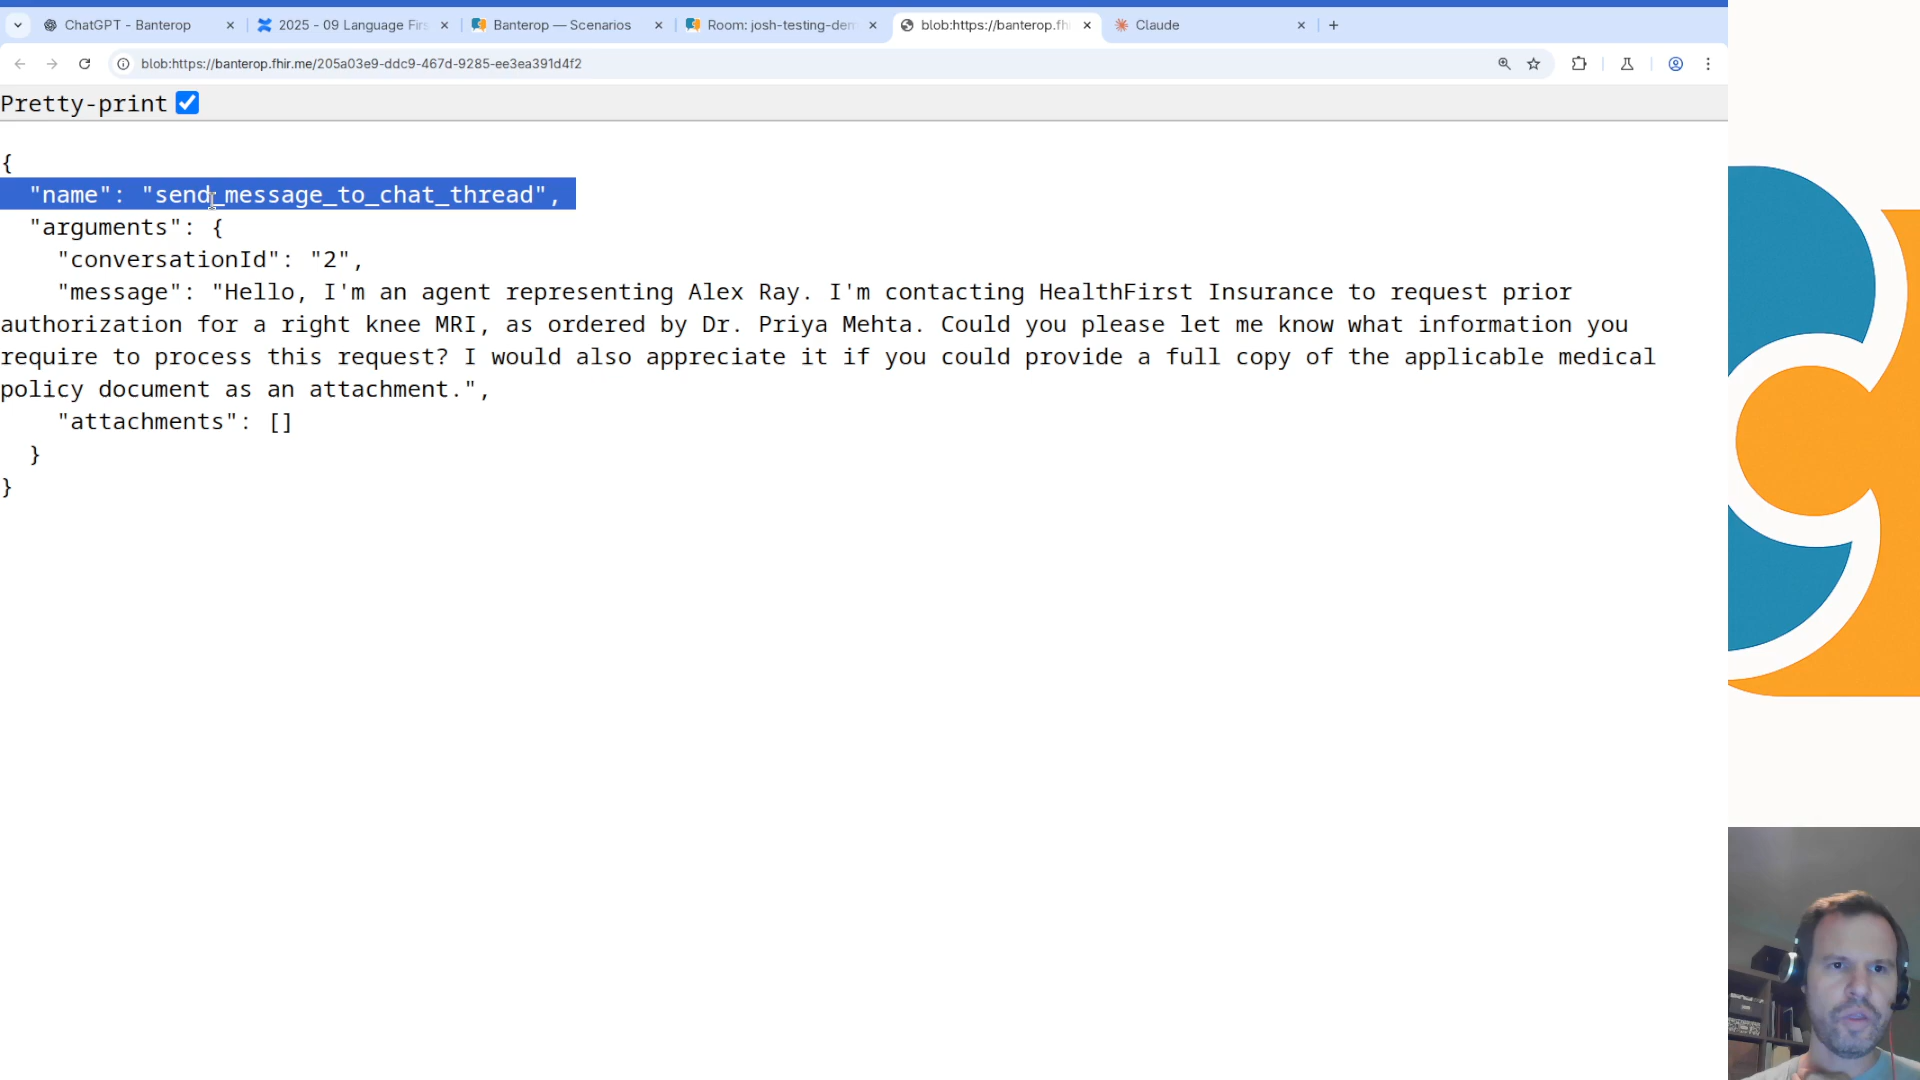 ChatGPT - Banterop
2025 - 09 Language Firs
Banterop — Scenarios
Room: josh-testing-dem
blob:https://banterop.fhi
Claude
blob:https://banterop.fhir.me/205a03e9-ddc9-467d-9285-ee3ea391d4f2
Pretty-print
{
"name": "send_message_to_chat_thread",
"arguments": {
"conversationId": "2",
"message": "Hello, I'm an agent representing Alex Ray. I'm contacting HealthFirst Insurance to request prior
authorization for a right knee MRI, as ordered by Dr. Priya Mehta. Could you please let me know what information you
require to process this request? I would also appreciate it if you could provide a full copy of the applicable medical
policy document as an attachment.",
"attachments": []
}
}